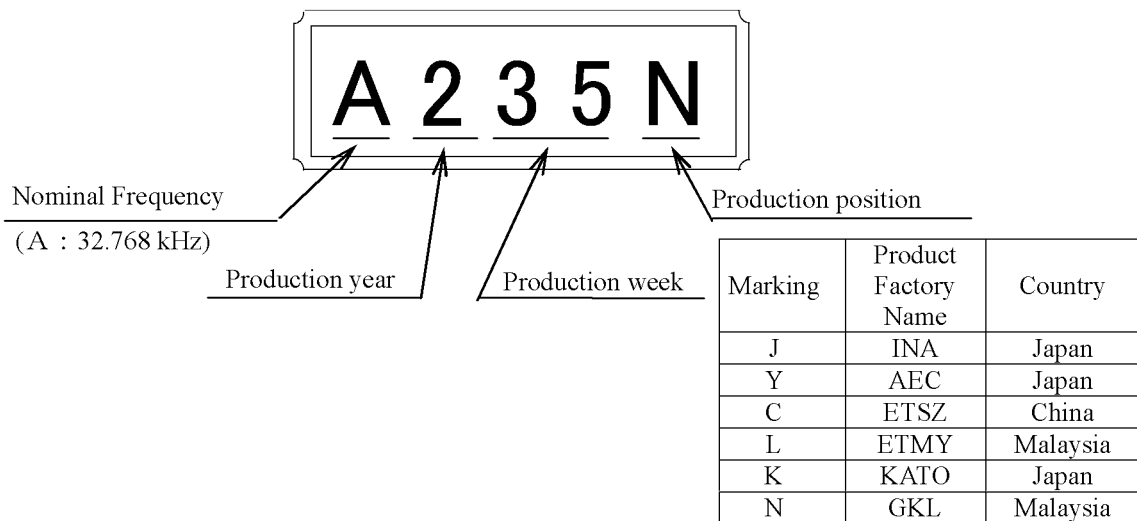 A 2 3 5 N
Nominal Frequency
(A : 32.768 kHz)
Production year
Production week
Production position
Marking Product Factory Name Country
J INA Japan
Y AEC Japan
C ETSZ China
L ETMY Malaysia
K KATO Japan
N GKL Malaysia